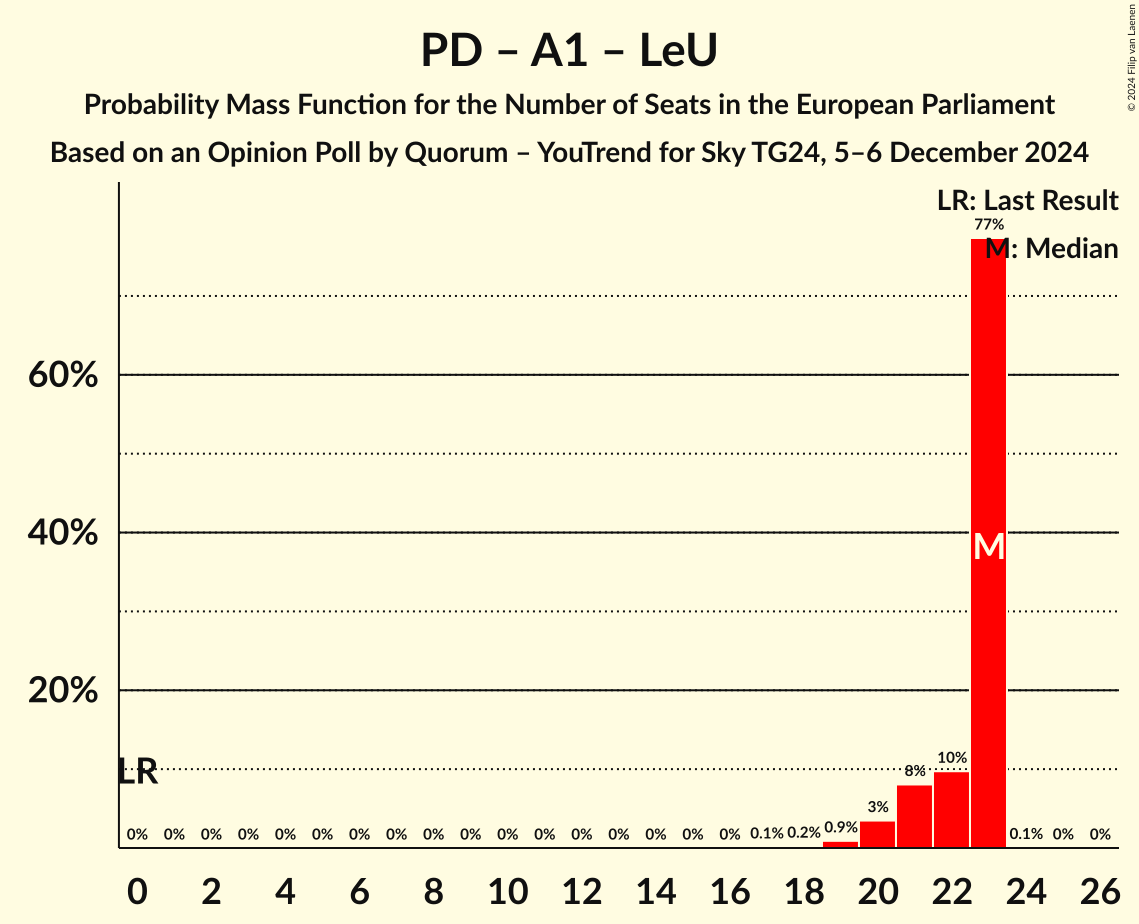 PD – A1 – LeU
Probability Mass Function for the Number of Seats in the European Parliament
Based on an Opinion Poll by Quorum – YouTrend for Sky TG24, 5–6 December 2024
© 2024 Filip van Laenen
LR: Last Result
77%
M: Median
60%
40%
M
20%
LR
0% 0% 0% 0% 0% 0% 0% 0% 0% 0% 0% 0% 0% 0% 0% 0% 0% 0.1% 0.2% 0.9% 3% 8% 10% 0.1% 0% 0%
0 2 4 6 8 10 12 14 16 18 20 22 24 26